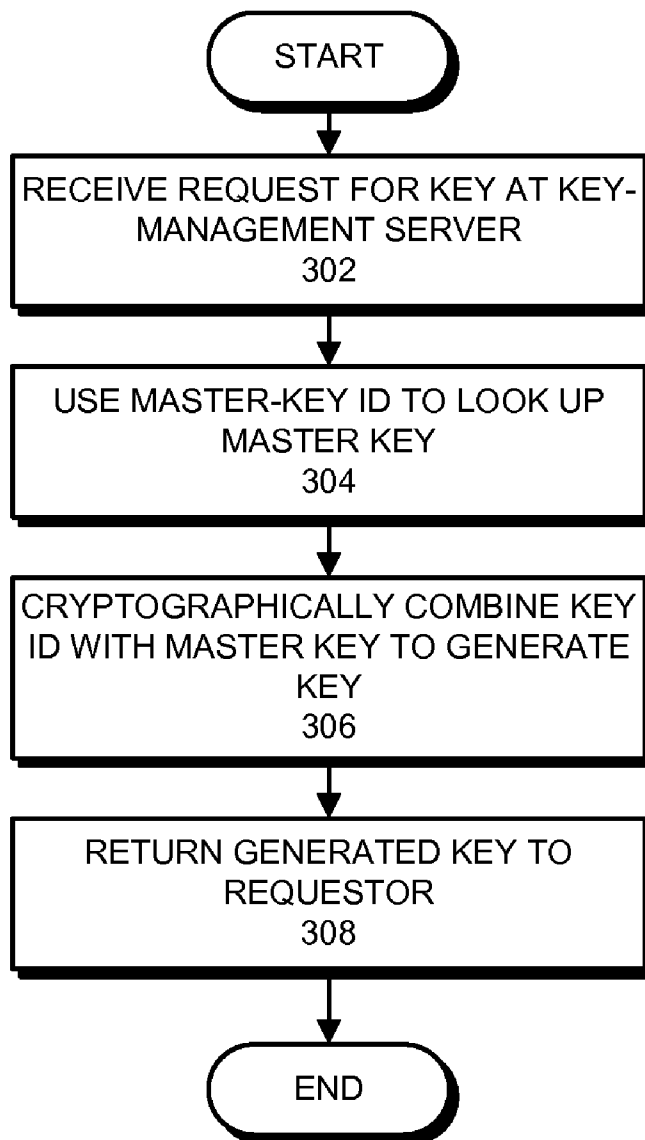 START
RECEIVE REQUEST FOR KEY AT KEY-
MANAGEMENT SERVER
302
USE MASTER-KEY ID TO LOOK UP
MASTER KEY
304
CRYPTOGRAPHICALLY COMBINE KEY
ID WITH MASTER KEY TO GENERATE
KEY
306
RETURN GENERATED KEY TO
REQUESTOR
308
END